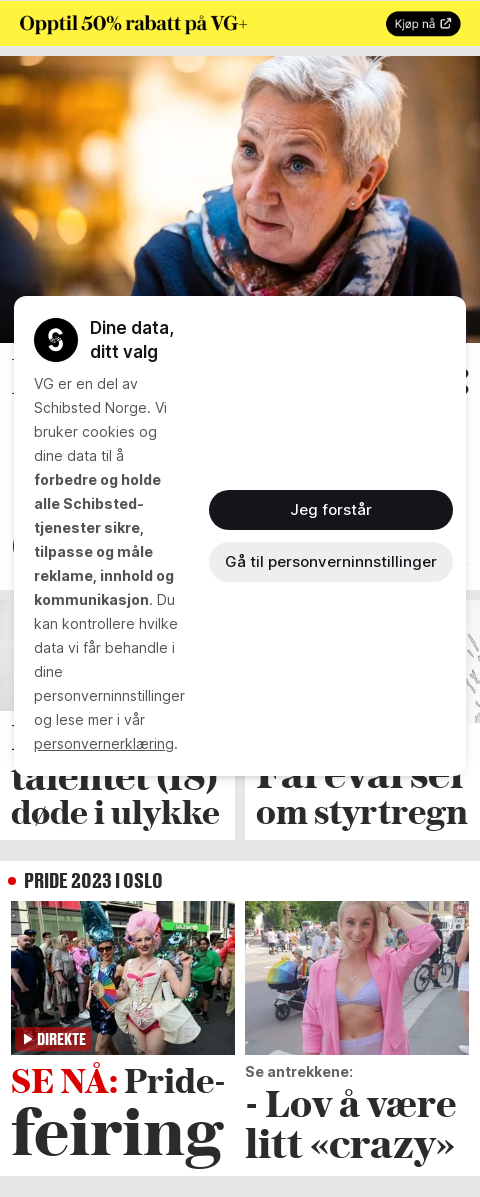 Opptil 50% rabatt på VG+
Kjøp nå
Dine data,
ditt valg
VG er en del av
Schibsted Norge. Vi
bruker cookies og
dine data til å
forbedre og holde
alle Schibsted-
tjenester sikre,
tilpasse og måle
reklame, innhold og
kommunikasjon. Du
kan kontrollere hvilke
data vi får behandle i
dine
personverninnstillinger
og lese mer i vår
personvernerklæring.
Jeg forstår
Gå til personverninnstillinger
talentet (18)
døde i ulykke
Farevarsel
om styrtregn
PRIDE 2023 I OSLO
DIREKTE
SE NÅ: Pride-
feiring
Se antrekkene:
- Lov å være
litt «crazy»